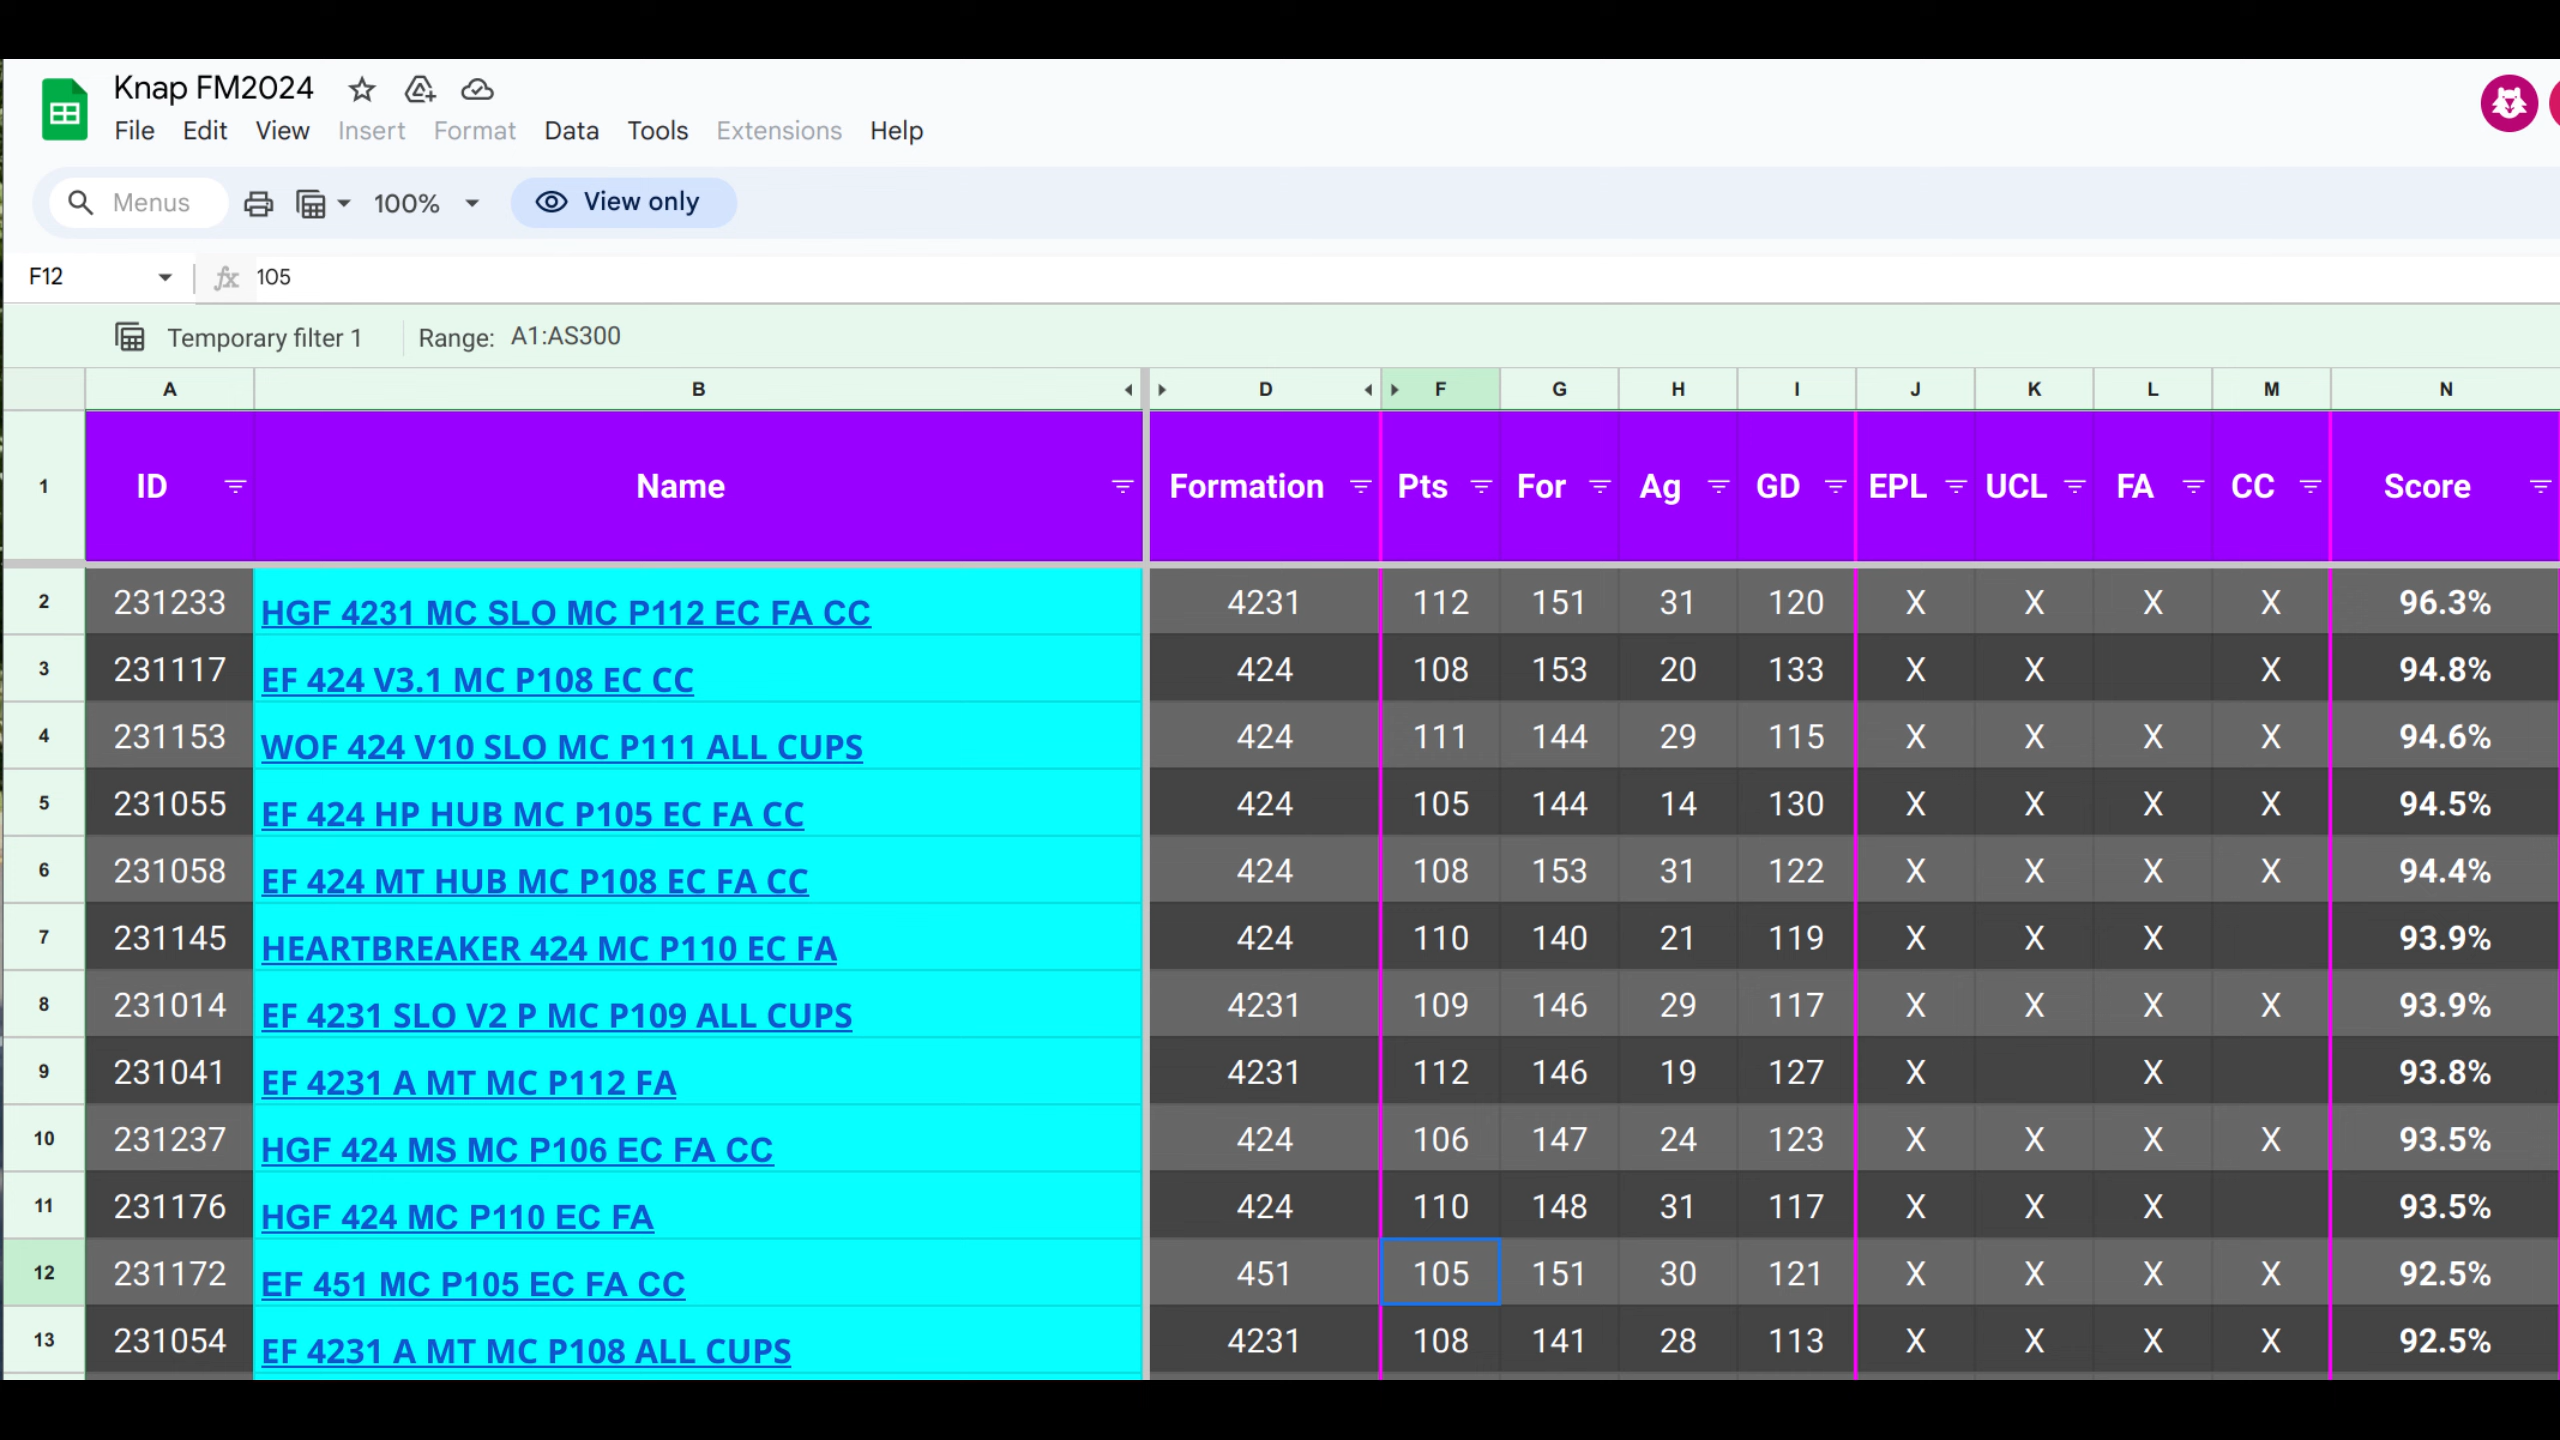 Knap FM2024
File Edit View Insert Format Data Tools Extensions Help
Menus 100% View only
F12 fx 105
Temporary filter 1 Range: A1:AS300
A B D F G H I J K L M N
1 ID Name Formation Pts For Ag GD EPL UCL FA CC Score
2 231233 HGF 4231 MC SLO MC P112 EC FA CC 4231 112 151 31 120 X X X X 96.3%
3 231117 EF 424 V3.1 MC P108 EC CC 424 108 153 20 133 X X X 94.8%
4 231153 WOF 424 V10 SLO MC P111 ALL CUPS 424 111 144 29 115 X X X X 94.6%
5 231055 EF 424 HP HUB MC P105 EC FA CC 424 105 144 14 130 X X X X 94.5%
6 231058 EF 424 MT HUB MC P108 EC FA CC 424 108 153 31 122 X X X X 94.4%
7 231145 HEARTBREAKER 424 MC P110 EC FA 424 110 140 21 119 X X X 93.9%
8 231014 EF 4231 SLO V2 P MC P109 ALL CUPS 4231 109 146 29 117 X X X X 93.9%
9 231041 EF 4231 A MT MC P112 FA 4231 112 146 19 127 X X 93.8%
10 231237 HGF 424 MS MC P106 EC FA CC 424 106 147 24 123 X X X X 93.5%
11 231176 HGF 424 MC P110 EC FA 424 110 148 31 117 X X X 93.5%
12 231172 EF 451 MC P105 EC FA CC 451 105 151 30 121 X X X X 92.5%
13 231054 EF 4231 A MT MC P108 ALL CUPS 4231 108 141 28 113 X X X X 92.5%